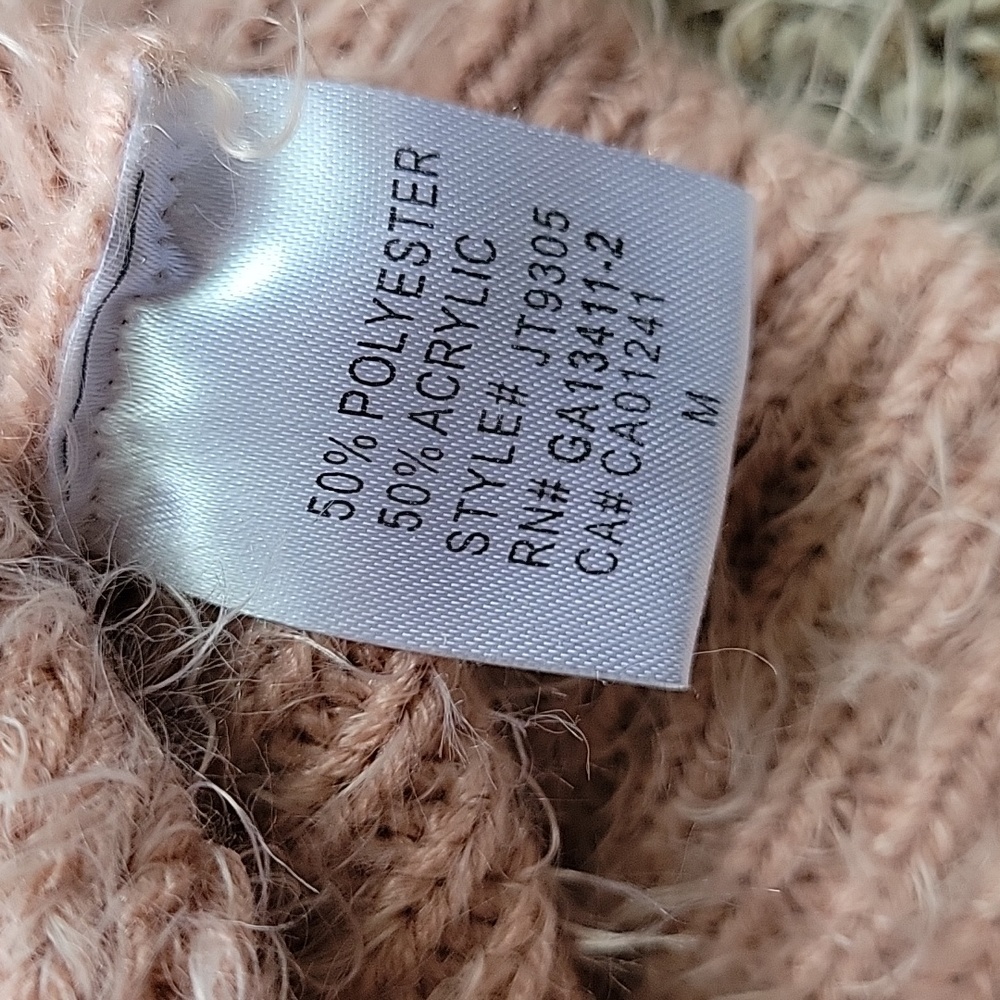 50% POLYESTER
50% ACRYLIC
STYLE# JT9305
RN# GA13411-2
CA# CA01241
M